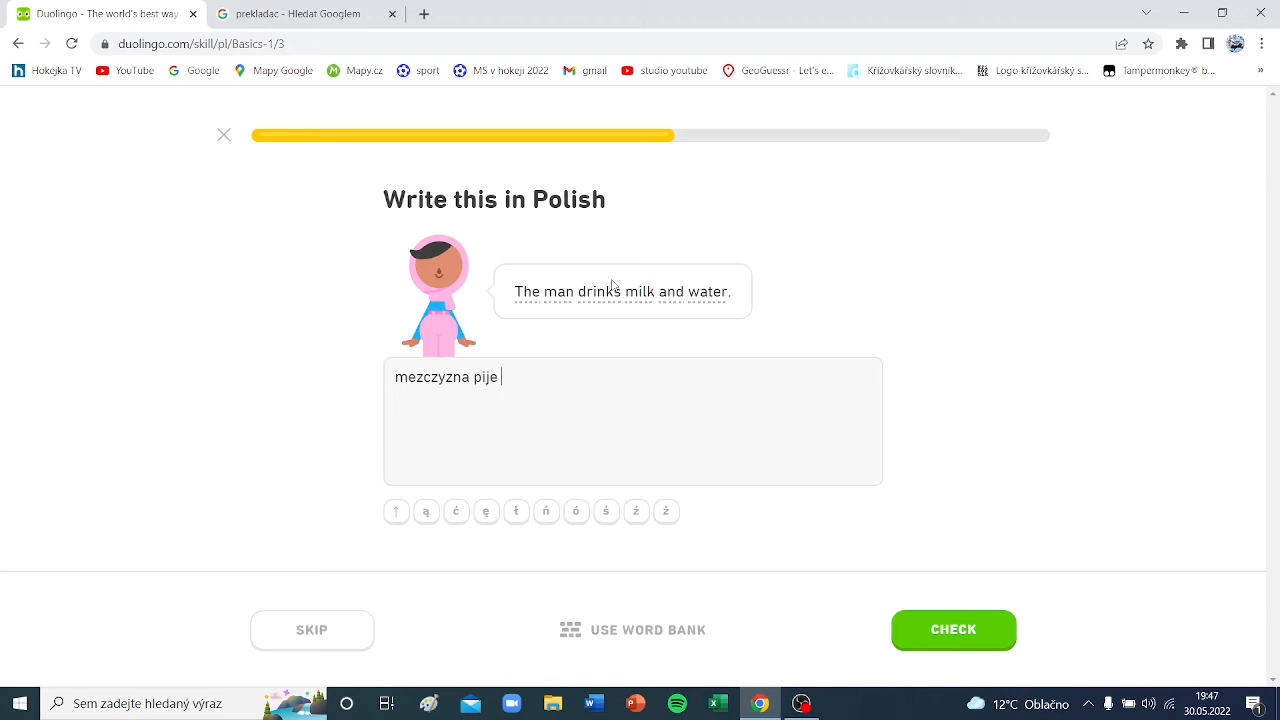 Duolingo - The world's best way
prekladac - Hledat Googlem
duolingo.com/skill/pl/Basics-1/3
Hokejka TV
YouTube
Google
Mapy Google
Mapy.cz
sport
MS v hokeji 2022
gmail
studio youtube
GeoGuessr - Let's e...
Křížovkářský slovník...
Logo křížovkářský s...
Tampermonkey® b...
»
Write this in Polish
The man drinks milk and water.
mezczyzna pije
↑ ą ć ę ł ń ó ś ź ż
SKIP
USE WORD BANK
CHECK
Sem zadejte hledaný výraz
12°C Oblačno
19:47
30.05.2022